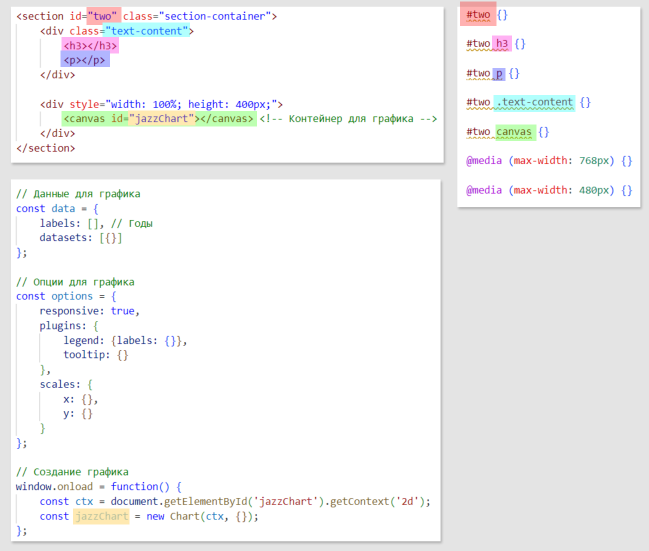 <section id="two" class="section-container">
    <div class="text-content">
        <h3></h3>
        <p></p>
    </div>

    <div style="width: 100%; height: 400px;">
        <canvas id="jazzChart"></canvas> <!-- Контейнер для графика -->
    </div>
</section>

// Данные для графика
const data = {
    labels: [], // Годы
    datasets: [{}]
};

// Опции для графика
const options = {
    responsive: true,
    plugins: {
        legend: {labels: {}},
        tooltip: {}
    },
    scales: {
        x: {},
        y: {}
    }
};

// Создание графика
window.onload = function() {
    const ctx = document.getElementById('jazzChart').getContext('2d');
    const jazzChart = new Chart(ctx, {});
};

#two {}
#two h3 {}
#two p {}
#two .text-content {}
#two canvas {}
@media (max-width: 768px) {}
@media (max-width: 480px) {}